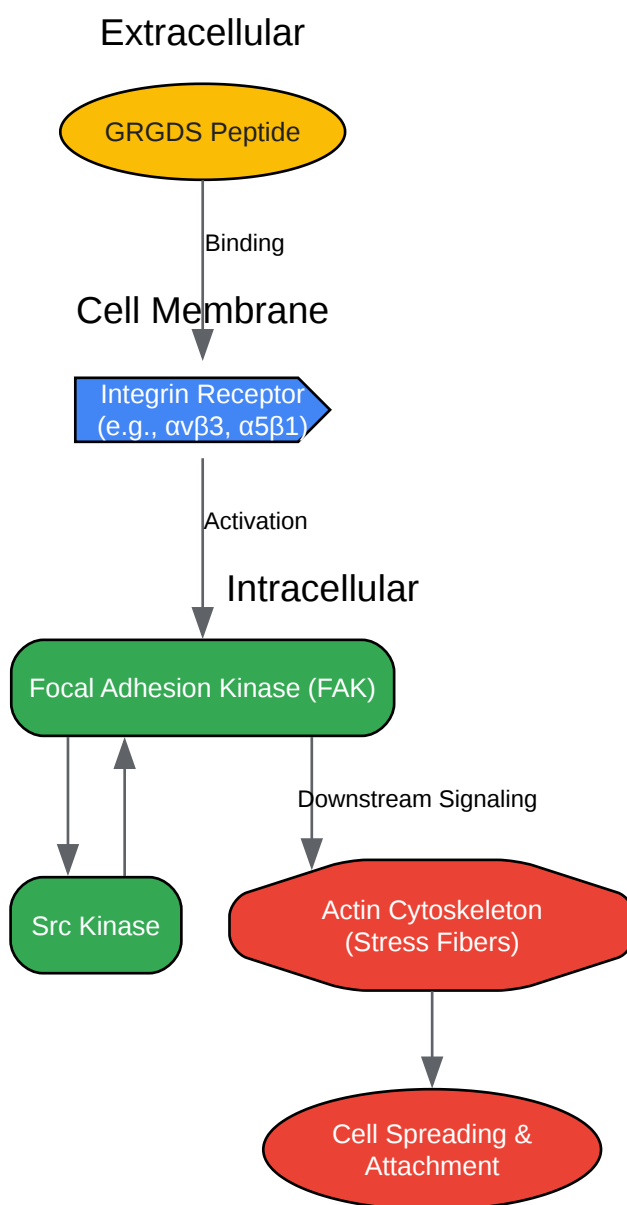 Extracellular
GRGDS Peptide
Binding
Cell Membrane
Integrin Receptor
(e.g., αvβ3, α5β1)
Activation
Intracellular
Focal Adhesion Kinase (FAK)
Downstream Signaling
Src Kinase
Actin Cytoskeleton
(Stress Fibers)
Cell Spreading &
Attachment